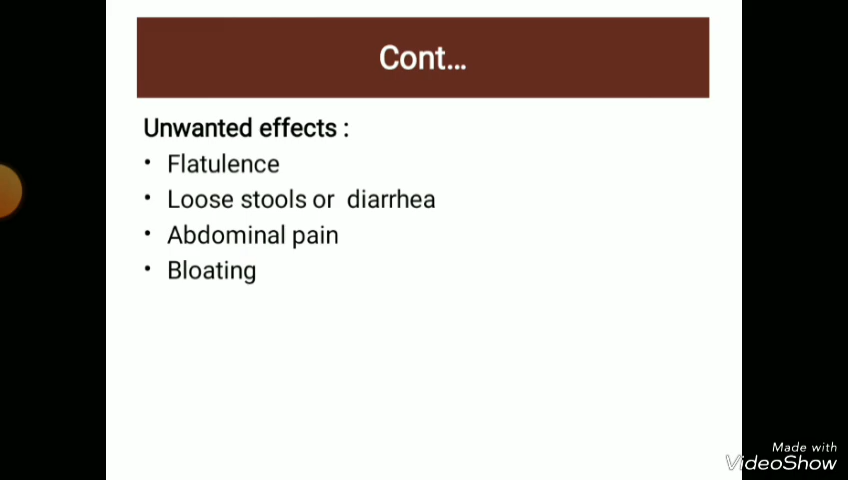 Cont...
Unwanted effects :
• Flatulence
• Loose stools or diarrhea
• Abdominal pain
• Bloating
Made with
VideoShow